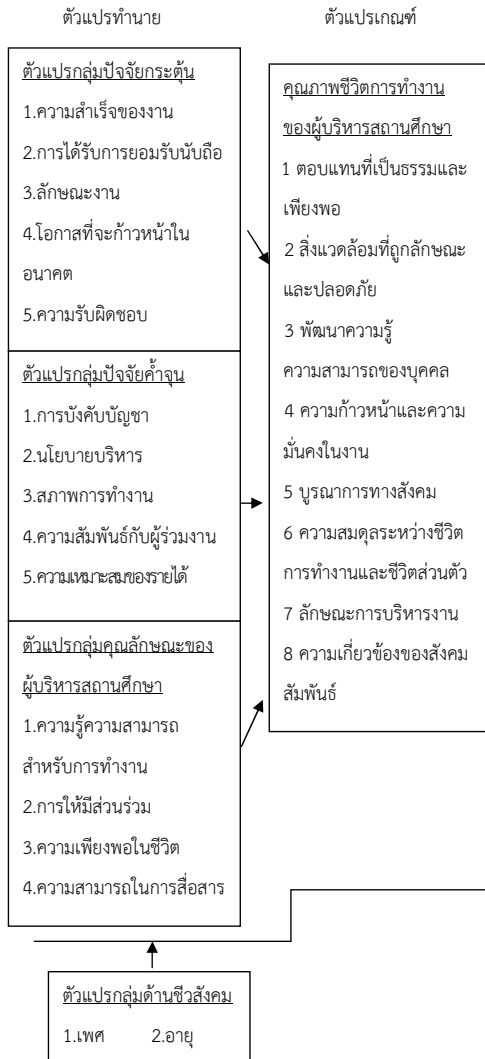 ตัวแปรทำนาย
ตัวแปรเกณฑ์
ตัวแปรกลุ่มปัจจัยกระตุ้น
1.ความสำเร็จของงาน
2.การได้รับการยอมรับนับถือ
3.ลักษณะงาน
4.โอกาสที่จะก้าวหน้าใน
อนาคต
5.ความรับผิดชอบ
ตัวแปรกลุ่มปัจจัยค้ำจุน
1.การบังคับบัญชา
2.นโยบายบริหาร
3.สภาพการทำงาน
4.ความสัมพันธ์กับผู้ร่วมงาน
5.ความเหมาะสมของรายได้
ตัวแปรกลุ่มคุณลักษณะของ
ผู้บริหารสถานศึกษา
1.ความรู้ความสามารถ
สำหรับการทำงาน
2.การให้มีส่วนร่วม
3.ความเพียงพอในชีวิต
4.ความสามารถในการสื่อสาร
คุณภาพชีวิตการทำงาน
ของผู้บริหารสถานศึกษา
1 ตอบแทนที่เป็นธรรมและ
เพียงพอ
2 สิ่งแวดล้อมที่ถูกลักษณะ
และปลอดภัย
3 พัฒนาความรู้
ความสามารถของบุคคล
4 ความก้าวหน้าและความ
มั่นคงในงาน
5 บูรณาการทางสังคม
6 ความสมดุลระหว่างชีวิต
การทำงานและชีวิตส่วนตัว
7 ลักษณะการบริหารงาน
8 ความเกี่ยวข้องของสังคม
สัมพันธ์
ตัวแปรกลุ่มด้านชีวสังคม
1.เพศ 2.อายุ